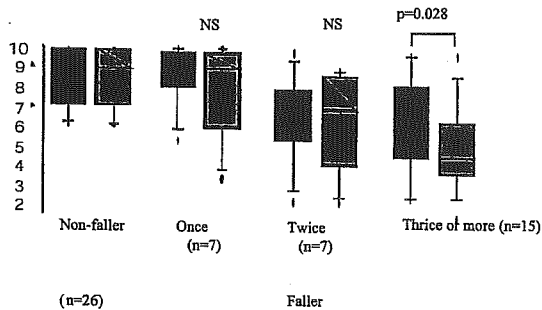 p=0.028
NS NS
10
9
8
7
6
5
4
3
2
Non-faller Once Twice Thrice of more (n=15)
(n=7) (n=7)
(n=26) Faller